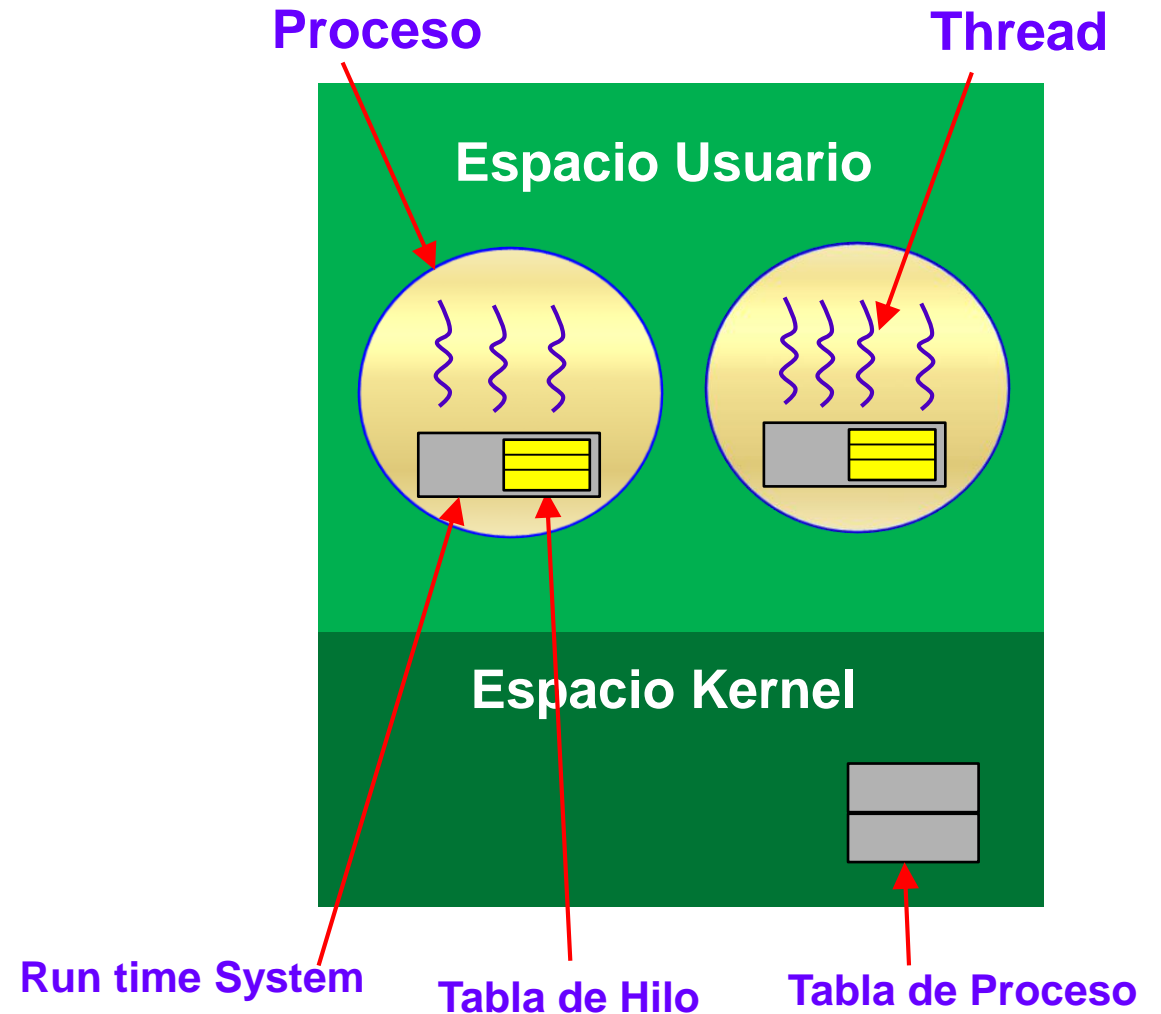 Proceso
Thread
Espacio Usuario
Espacio Kernel
Run time System
Tabla de Hilo
Tabla de Proceso